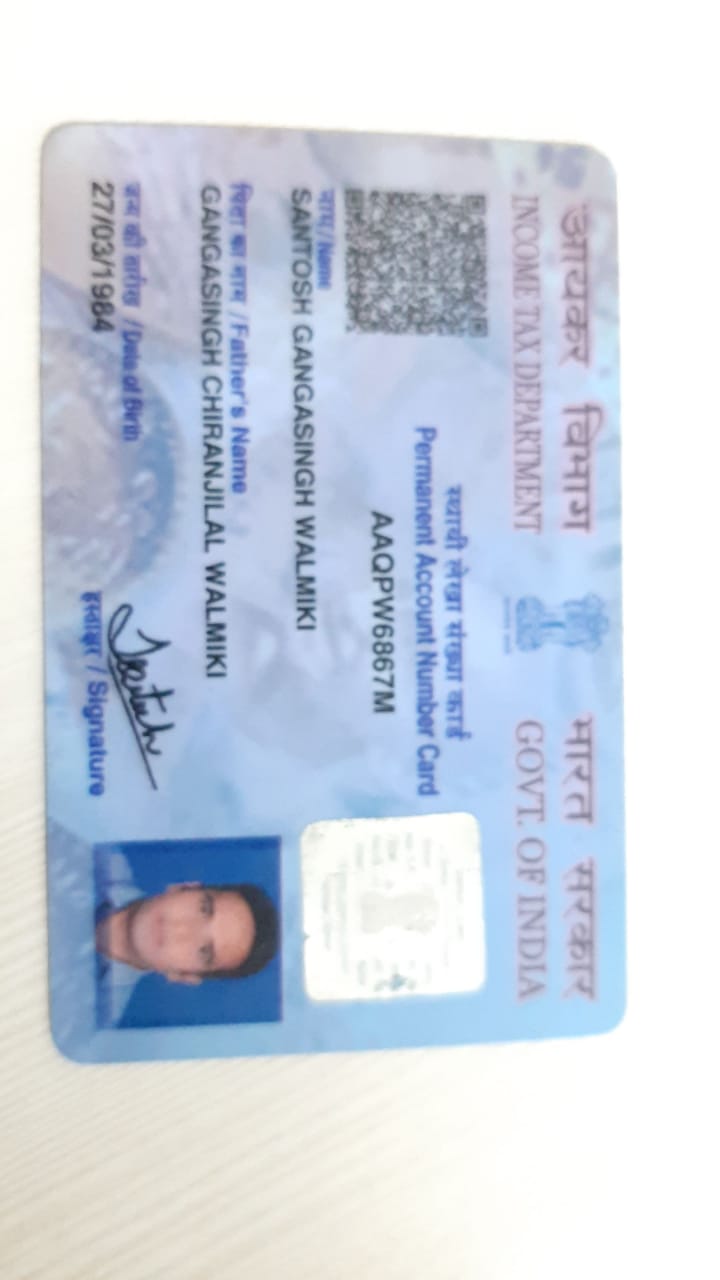 आयकर विभाग
INCOME TAX DEPARTMENT
भारत सरकार
GOVT. OF INDIA
स्थायी लेखा संख्या कार्ड
Permanent Account Number Card
AAQPW6867M
नाम / Name
SANTOSH GANGASINGH WALMIKI
पिता का नाम / Father's Name
GANGASINGH CHIRANJILAL WALMIKI
जन्म की तारीख / Date of Birth
27/03/1984
हस्ताक्षर / Signature